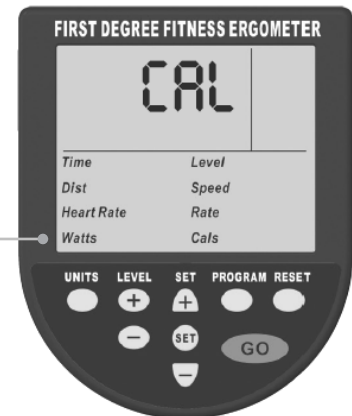 FIRST DEGREE FITNESS ERGOMETER
CAL
Time Level
Dist Speed
Heart Rate Rate
Watts Cals
UNITS LEVEL SET PROGRAM RESET
+ +
− SET GO
−